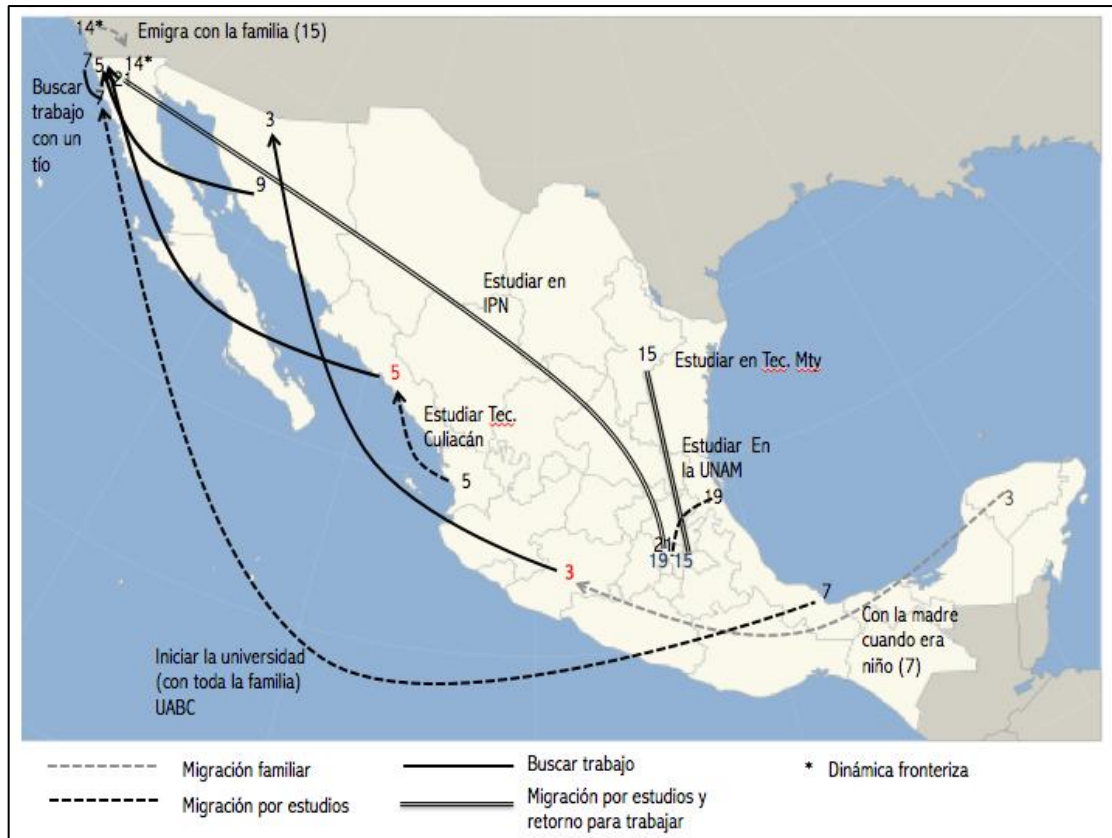 14*
Emigra con la familia (15)
7
5
14*
21
Buscar
trabajo
con un
tío
7
3
9
Estudiar en
IPN
15
Estudiar en Tec. Mty
5
Estudiar Tec.
Culiacán
Estudiar En
la UNAM
5
19
3
21
19
15
3
7
Con la madre
cuando era
niño (7)
Iniciar la universidad
(con toda la familia)
UABC
Migración familiar
Buscar trabajo
* Dinámica fronteriza
Migración por estudios
Migración por estudios y
retorno para trabajar